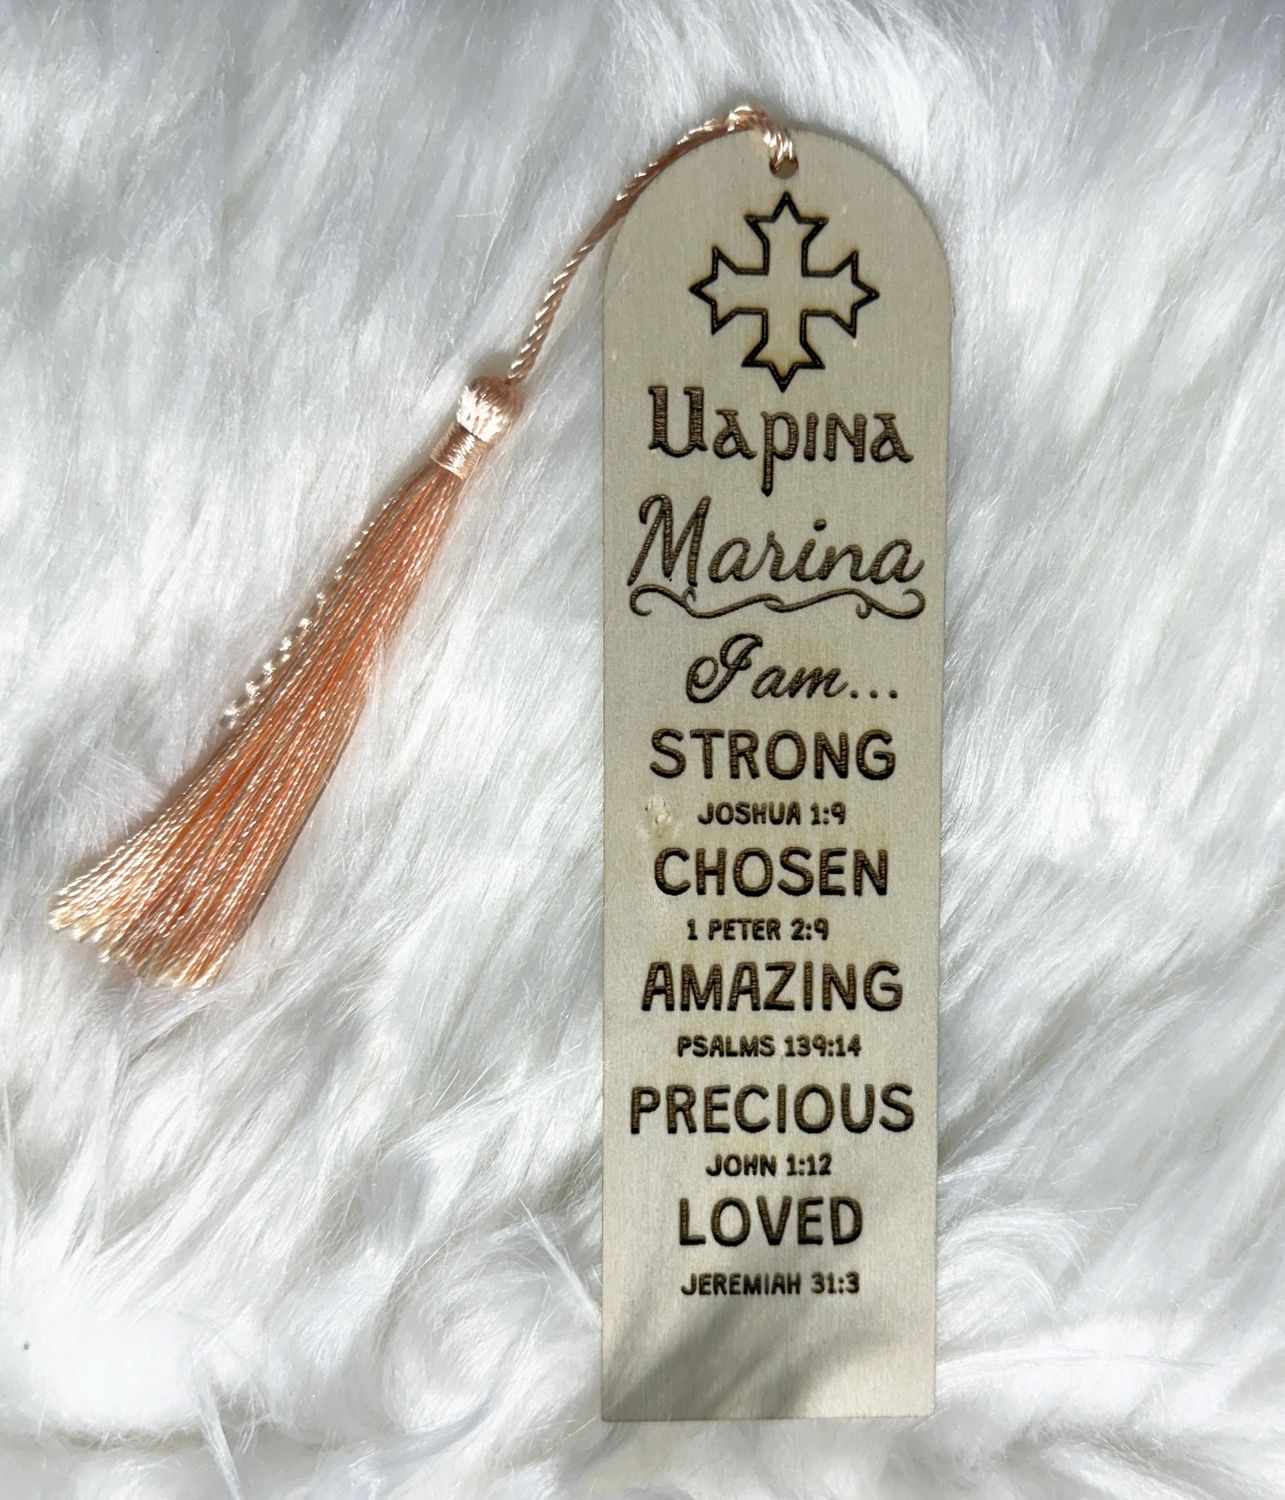 Ⲙⲁⲣⲓⲛⲁ
Marina
I am...
STRONG
JOSHUA 1:9
CHOSEN
1 PETER 2:9
AMAZING
PSALMS 139:14
PRECIOUS
JOHN 1:12
LOVED
JEREMIAH 31:3